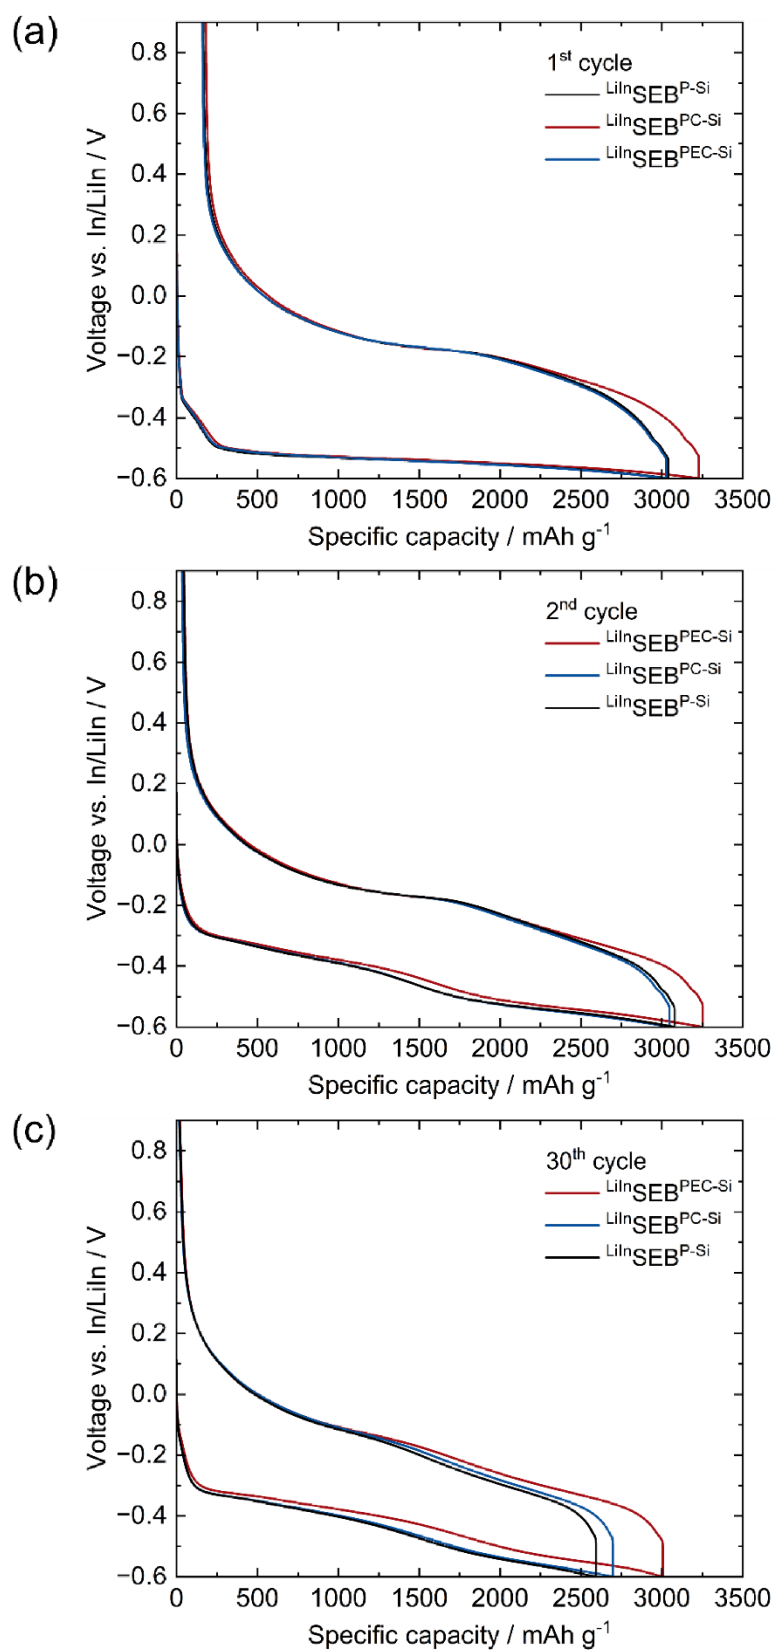 (a)
1st cycle
LiInSEBP-Si
LiInSEBPC-Si
LiInSEBPEC-Si
Voltage vs. In/LiIn / V
0.8
0.6
0.4
0.2
0.0
−0.2
−0.4
−0.6
0 500 1000 1500 2000 2500 3000 3500
Specific capacity / mAh g-1
(b)
2nd cycle
LiInSEBPEC-Si
LiInSEBPC-Si
LiInSEBP-Si
Voltage vs. In/LiIn / V
0.8
0.6
0.4
0.2
0.0
−0.2
−0.4
−0.6
0 500 1000 1500 2000 2500 3000 3500
Specific capacity / mAh g-1
(c)
30th cycle
LiInSEBPEC-Si
LiInSEBPC-Si
LiInSEBP-Si
Voltage vs. In/LiIn / V
0.8
0.6
0.4
0.2
0.0
−0.2
−0.4
−0.6
0 500 1000 1500 2000 2500 3000 3500
Specific capacity / mAh g-1